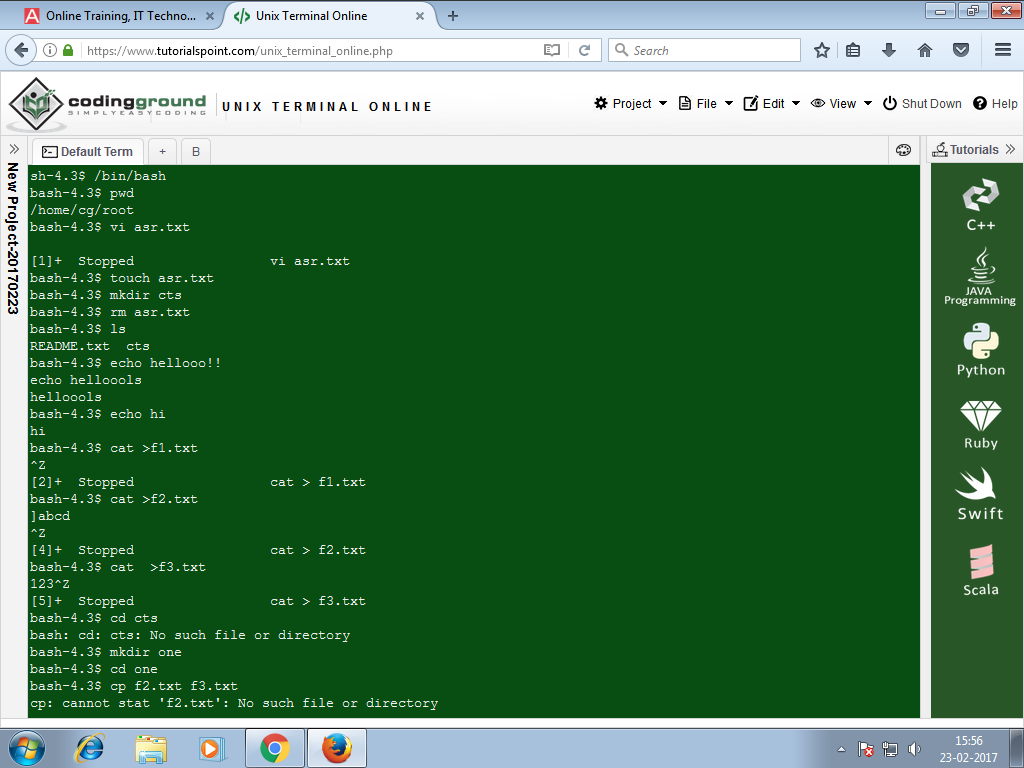 Online Training, IT Techno...
Unix Terminal Online
https://www.tutorialspoint.com/unix_terminal_online.php
Search
codingground
SIMPLYEASYCODING
UNIX TERMINAL ONLINE
Project
File
Edit
View
Shut Down
Help
Default Term
+
B
Tutorials
New Project-20170223
sh-4.3$ /bin/bash
bash-4.3$ pwd
/home/cg/root
bash-4.3$ vi asr.txt
[1]+  Stopped                 vi asr.txt
bash-4.3$ touch asr.txt
bash-4.3$ mkdir cts
bash-4.3$ rm asr.txt
bash-4.3$ ls
README.txt  cts
bash-4.3$ echo hellooo!!
echo helloools
helloools
bash-4.3$ echo hi
hi
bash-4.3$ cat >f1.txt
^Z
[2]+  Stopped                 cat > f1.txt
bash-4.3$ cat >f2.txt
]abcd
^Z
[4]+  Stopped                 cat > f2.txt
bash-4.3$ cat  >f3.txt
123^Z
[5]+  Stopped                 cat > f3.txt
bash-4.3$ cd cts
bash: cd: cts: No such file or directory
bash-4.3$ mkdir one
bash-4.3$ cd one
bash-4.3$ cp f2.txt f3.txt
cp: cannot stat 'f2.txt': No such file or directory
C++
JAVA
Programming
Python
Ruby
Swift
Scala
15:56
23-02-2017